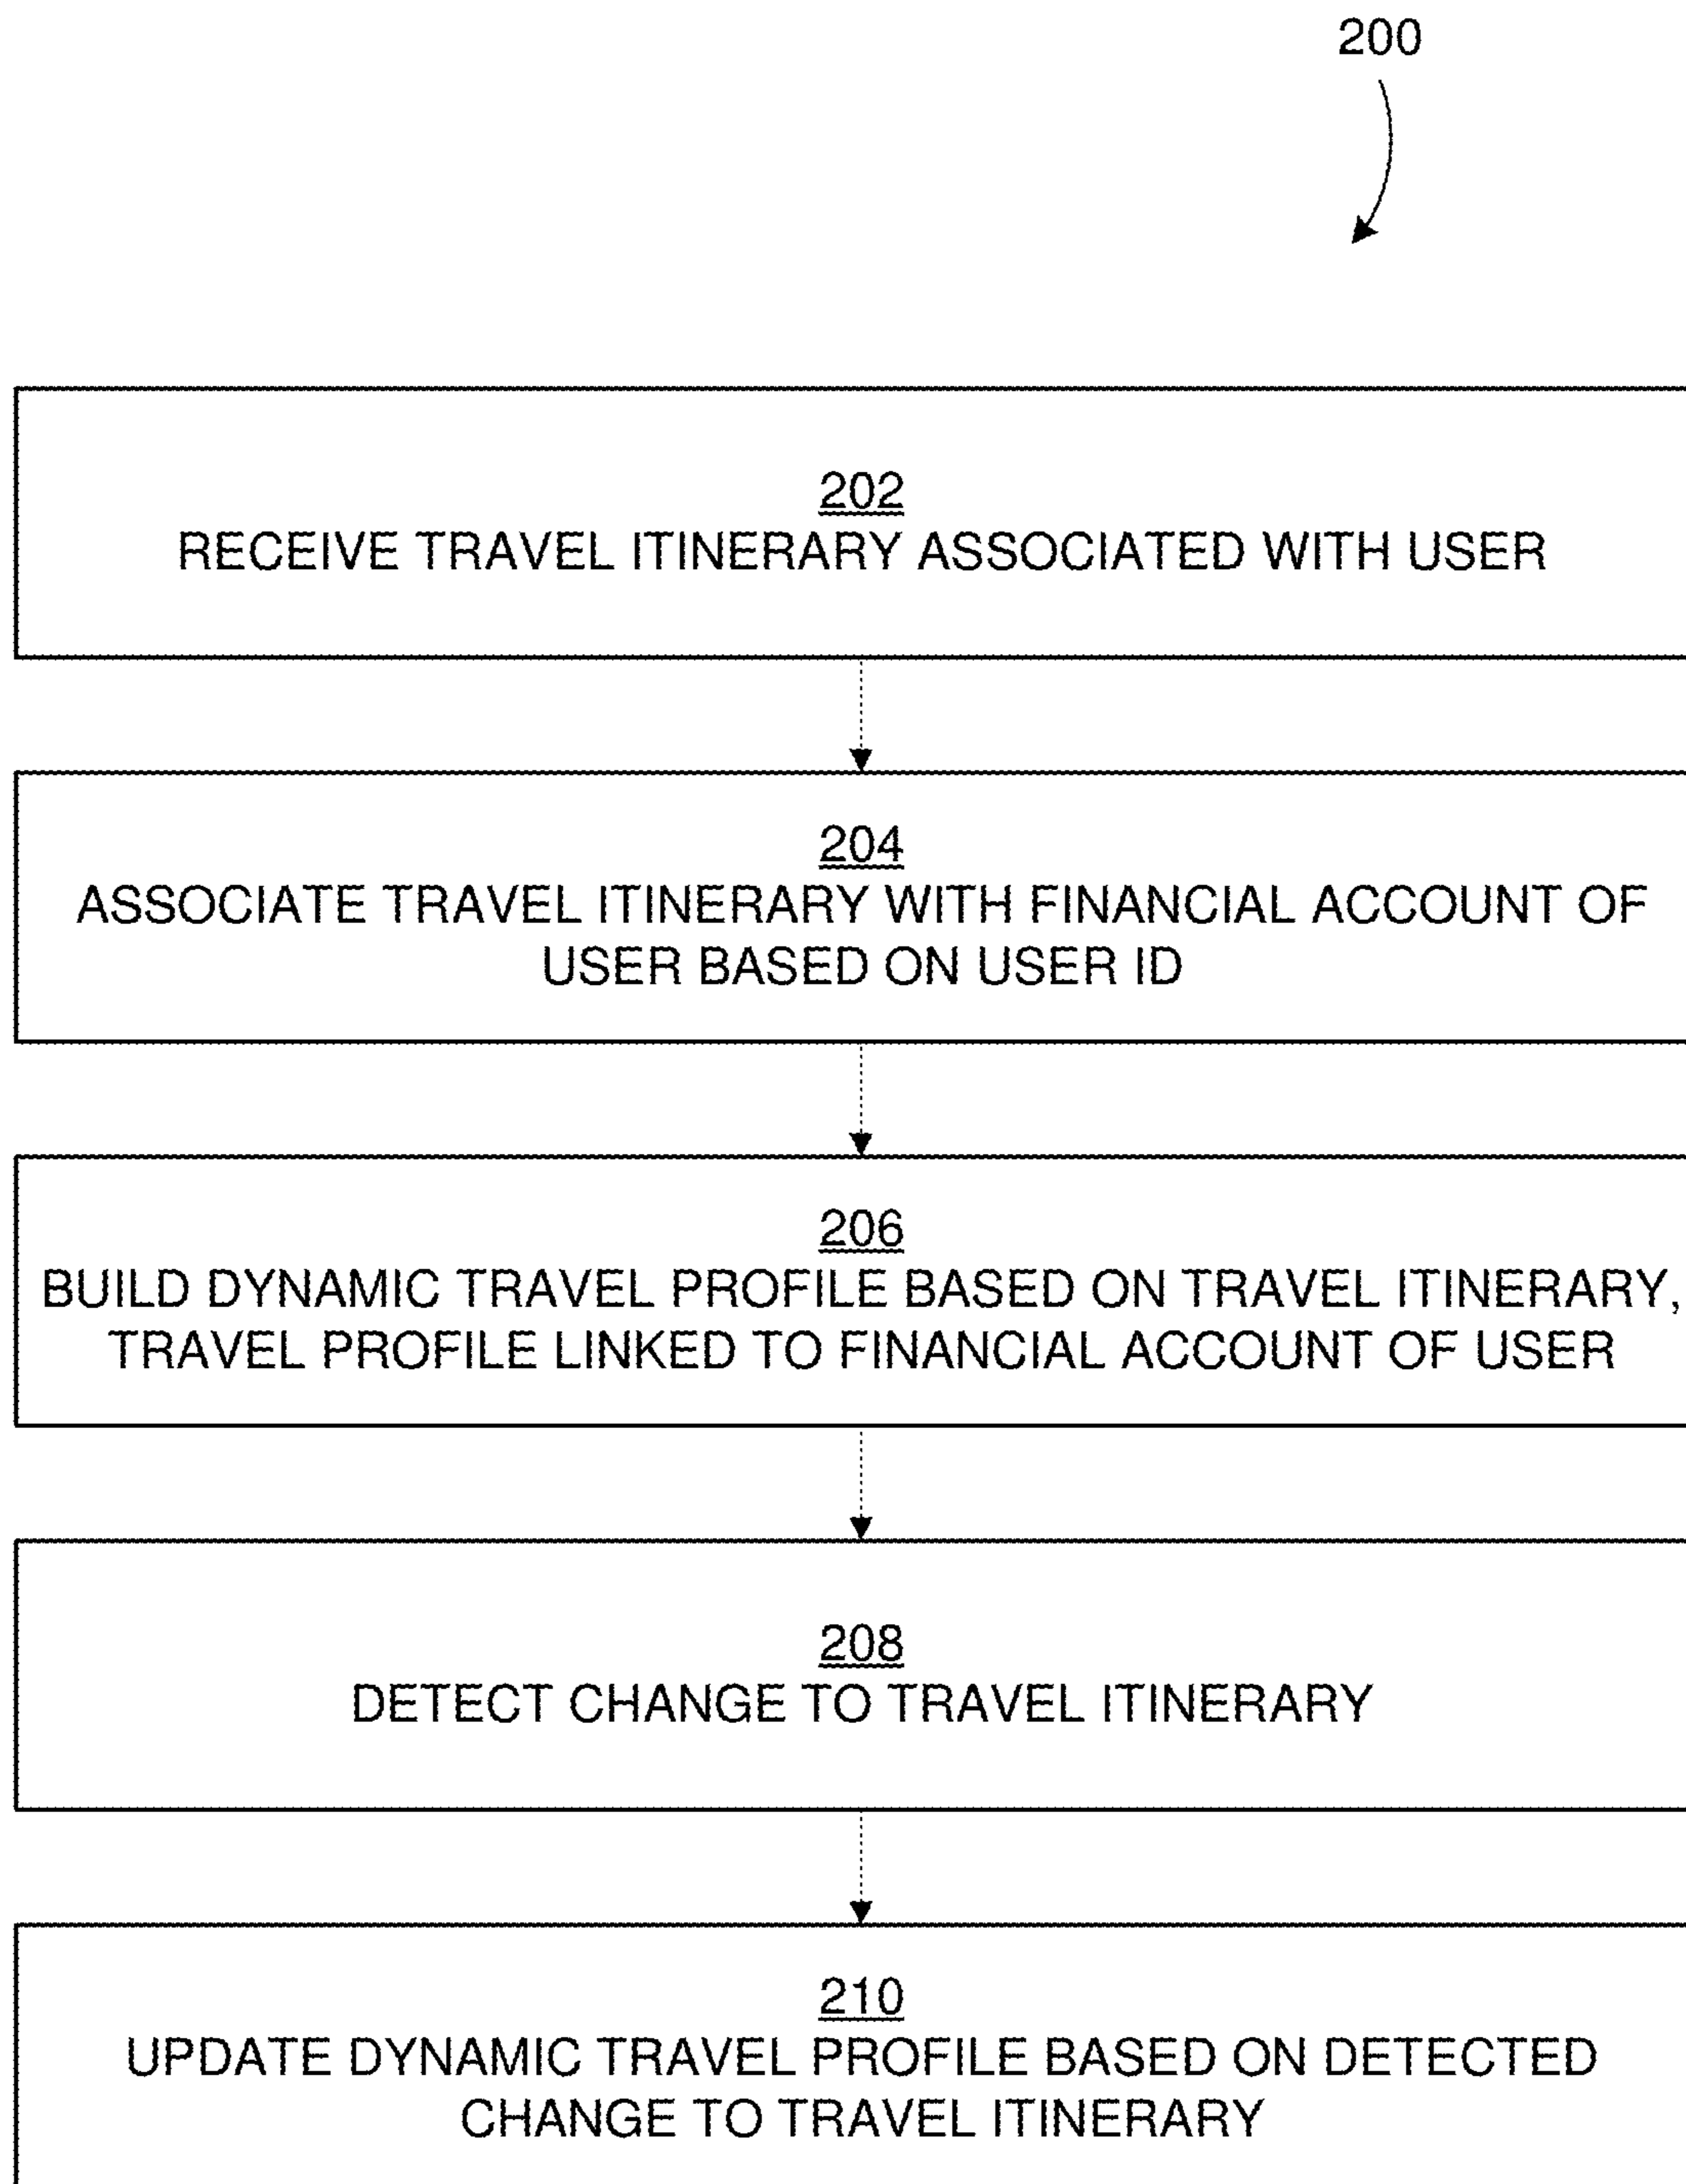 200
202
RECEIVE TRAVEL ITINERARY ASSOCIATED WITH USER
204
ASSOCIATE TRAVEL ITINERARY WITH FINANCIAL ACCOUNT OF
USER BASED ON USER ID
206
BUILD DYNAMIC TRAVEL PROFILE BASED ON TRAVEL ITINERARY,
TRAVEL PROFILE LINKED TO FINANCIAL ACCOUNT OF USER
208
DETECT CHANGE TO TRAVEL ITINERARY
210
UPDATE DYNAMIC TRAVEL PROFILE BASED ON DETECTED
CHANGE TO TRAVEL ITINERARY